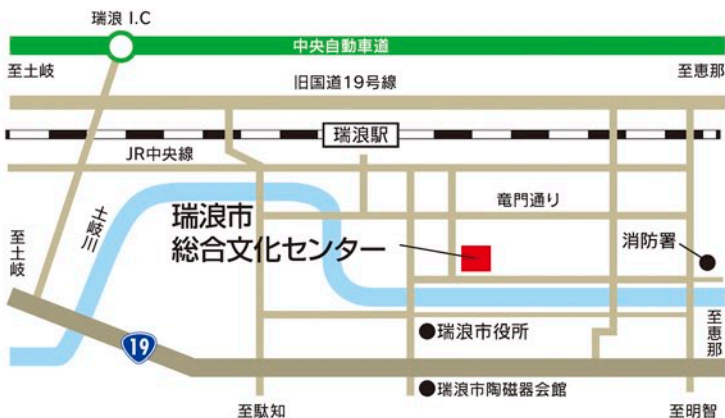 瑞浪 I.C
中央自動車道
至土岐
至恵那
旧国道19号線
瑞浪駅
JR中央線
竜門通り
土岐川
瑞浪市
総合文化センター
消防署
至土岐
至恵那
19
瑞浪市役所
瑞浪市陶磁器会館
至駄知
至明智